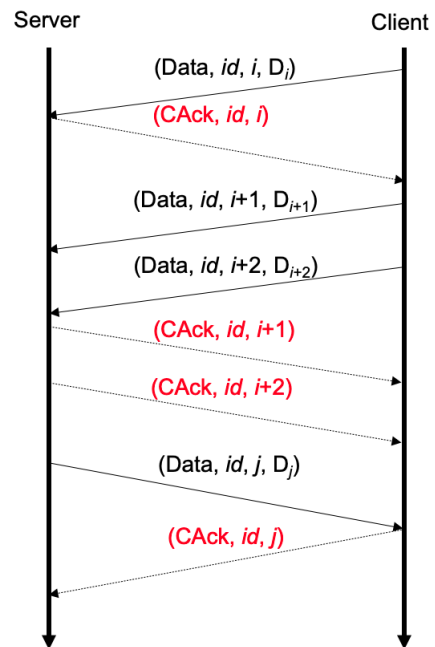 Server Client
(Data, id, i, Di)
(CAck, id, i)
(Data, id, i+1, Di+1)
(Data, id, i+2, Di+2)
(CAck, id, i+1)
(CAck, id, i+2)
(Data, id, j, Dj)
(CAck, id, j)